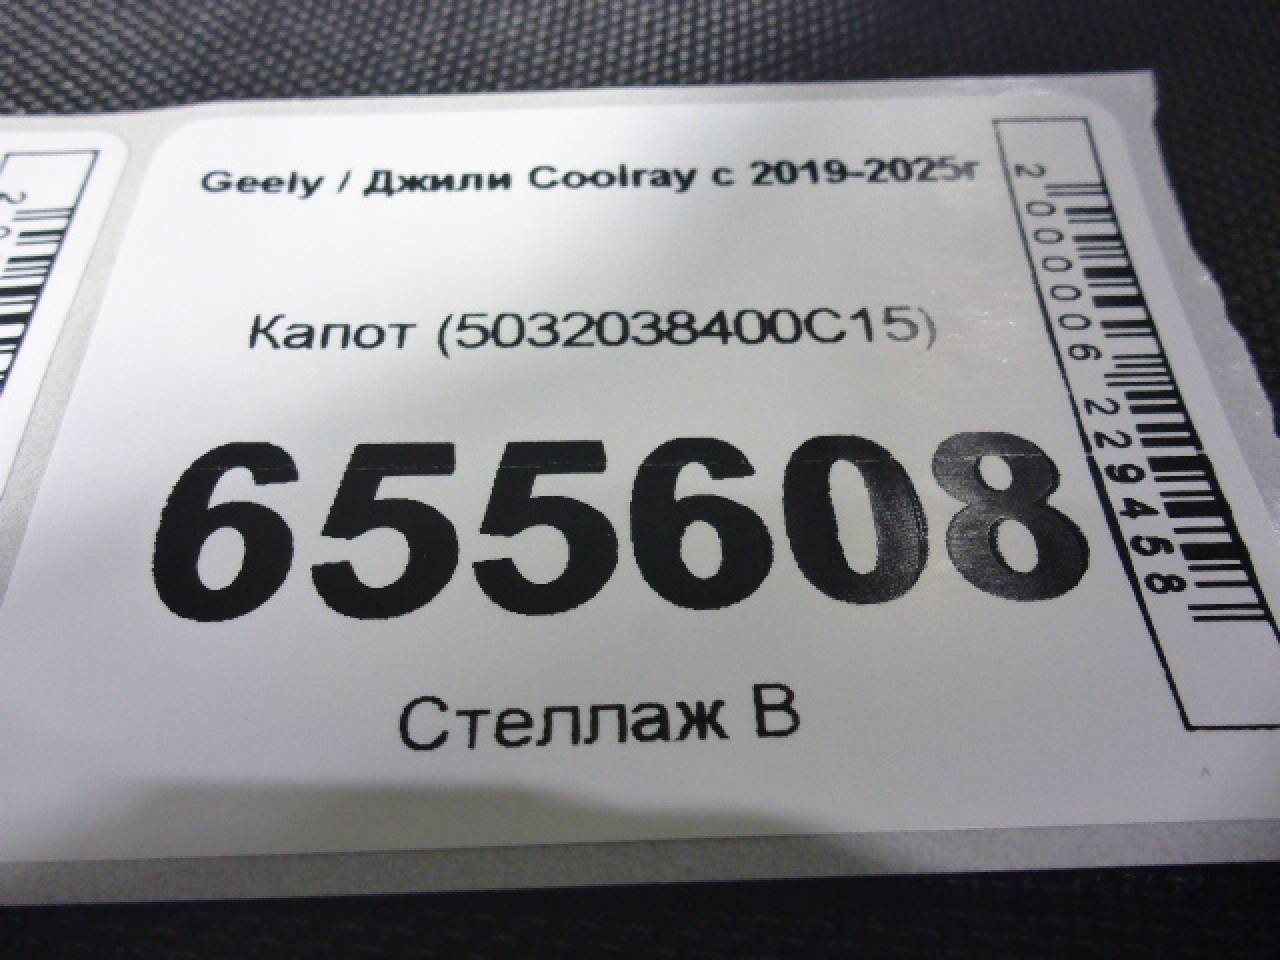 Geely / Джили Coolray с 2019-2025г
Капот (5032038400C15)
655608
Стеллаж В
2000006229458